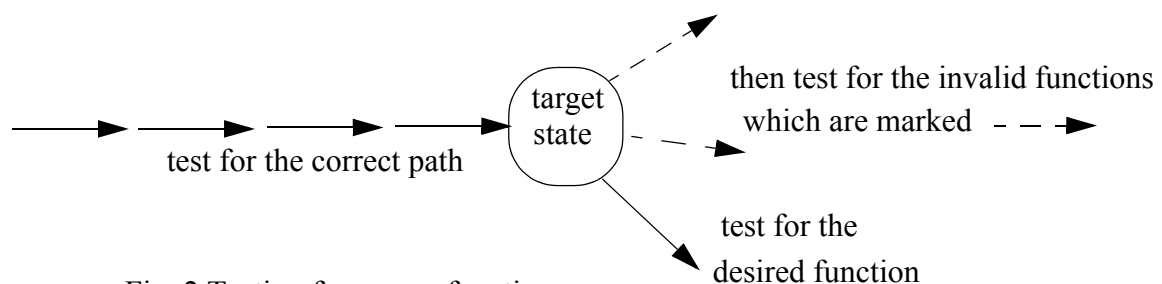 target
state
then test for the invalid functions
which are marked
test for the correct path
test for the
desired function